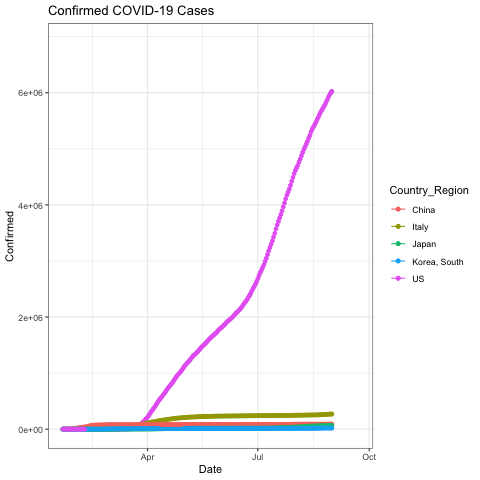 Confirmed COVID-19 Cases
6e+06
4e+06
2e+06
0e+00
Confirmed
Apr
Jul
Oct
Date
Country_Region
China
Italy
Japan
Korea, South
US